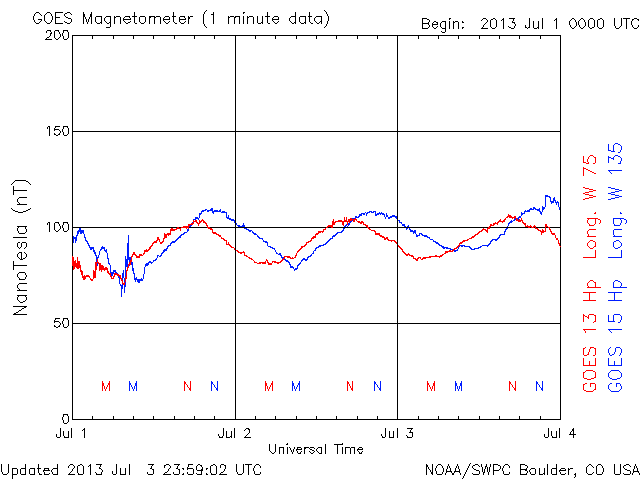 GOES Magnetometer (1 minute data)
Begin: 2013 Jul 1 0000 UTC
200
150
100
50
0
NanoTesla (nT)
M M N N M M N N M M N N
Jul 1 Jul 2 Jul 3 Jul 4
Universal Time
GOES 13 Hp Long. W 75
GOES 15 Hp Long. W 135
Updated 2013 Jul 3 23:59:02 UTC
NOAA/SWPC Boulder, CO USA